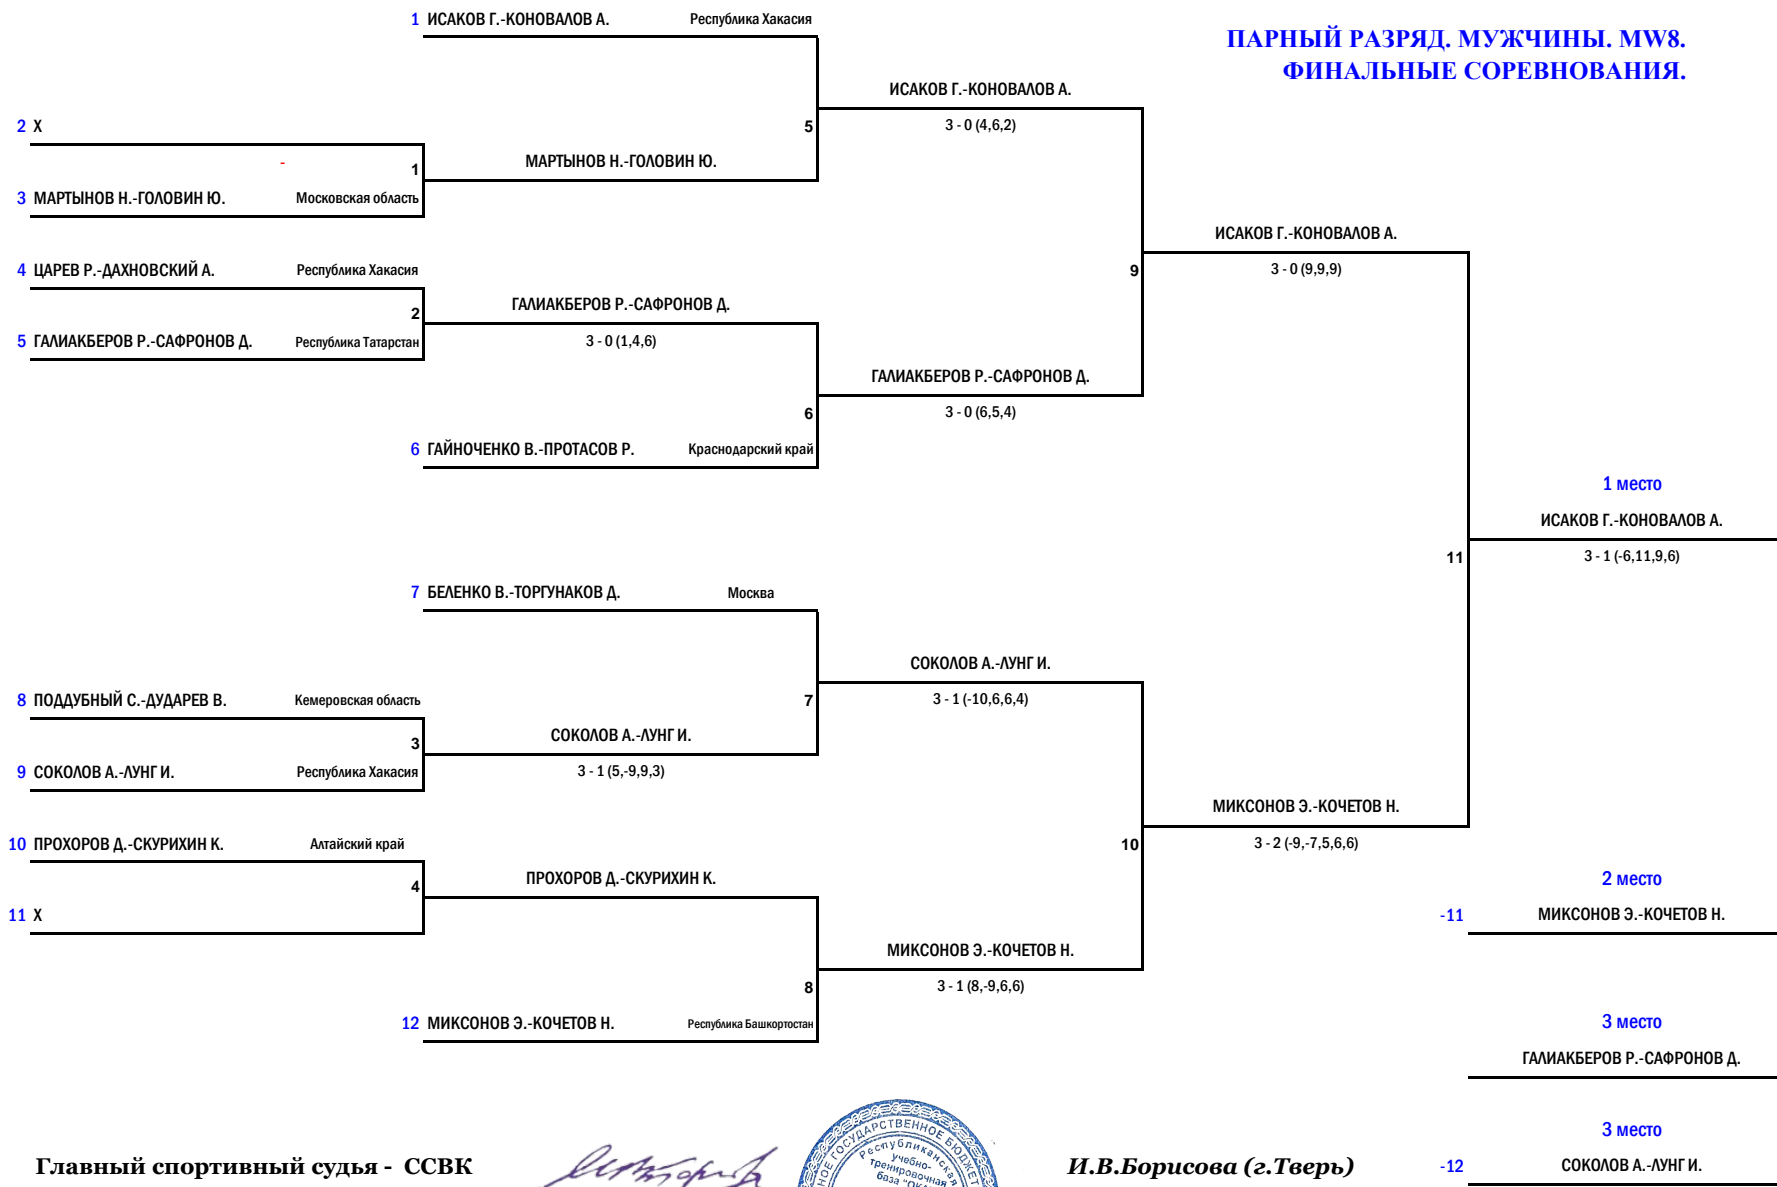 1 ИСАКОВ Г.-КОНОВАЛОВ А. Республика Хакасия
ПАРНЫЙ РАЗРЯД. МУЖЧИНЫ. MW8.
ФИНАЛЬНЫЕ СОРЕВНОВАНИЯ.
ИСАКОВ Г.-КОНОВАЛОВ А.
2 X
5
3 - 0 (4,6,2)
-
1
МАРТЫНОВ Н.-ГОЛОВИН Ю.
3 МАРТЫНОВ Н.-ГОЛОВИН Ю. Московская область
ИСАКОВ Г.-КОНОВАЛОВ А.
4 ЦАРЕВ Р.-ДАХНОВСКИЙ А. Республика Хакасия
9
3 - 0 (9,9,9)
2
ГАЛИАКБЕРОВ Р.-САФРОНОВ Д.
5 ГАЛИАКБЕРОВ Р.-САФРОНОВ Д. Республика Татарстан
3 - 0 (1,4,6)
ГАЛИАКБЕРОВ Р.-САФРОНОВ Д.
6
3 - 0 (6,5,4)
6 ГАЙНОЧЕНКО В.-ПРОТАСОВ Р. Краснодарский край
1 место
ИСАКОВ Г.-КОНОВАЛОВ А.
11
3 - 1 (-6,11,9,6)
7 БЕЛЕНКО В.-ТОРГУНАКОВ Д. Москва
СОКОЛОВ А.-ЛУНГ И.
8 ПОДДУБНЫЙ С.-ДУДАРЕВ В. Кемеровская область
7
3 - 1 (-10,6,6,4)
3
СОКОЛОВ А.-ЛУНГ И.
9 СОКОЛОВ А.-ЛУНГ И. Республика Хакасия
3 - 1 (5,-9,9,3)
МИКСОНОВ Э.-КОЧЕТОВ Н.
10 ПРОХОРОВ Д.-СКУРИХИН К. Алтайский край
10
3 - 2 (-9,-7,5,6,6)
4
ПРОХОРОВ Д.-СКУРИХИН К.
2 место
11 X
-11 МИКСОНОВ Э.-КОЧЕТОВ Н.
МИКСОНОВ Э.-КОЧЕТОВ Н.
8
3 - 1 (8,-9,6,6)
12 МИКСОНОВ Э.-КОЧЕТОВ Н. Республика Башкортостан
3 место
ГАЛИАКБЕРОВ Р.-САФРОНОВ Д.
3 место
Главный спортивный судья - ССВК
И.В.Борисова (г.Тверь)
-12 СОКОЛОВ А.-ЛУНГ И.
Республиканская
учебно-
тренировочная
база